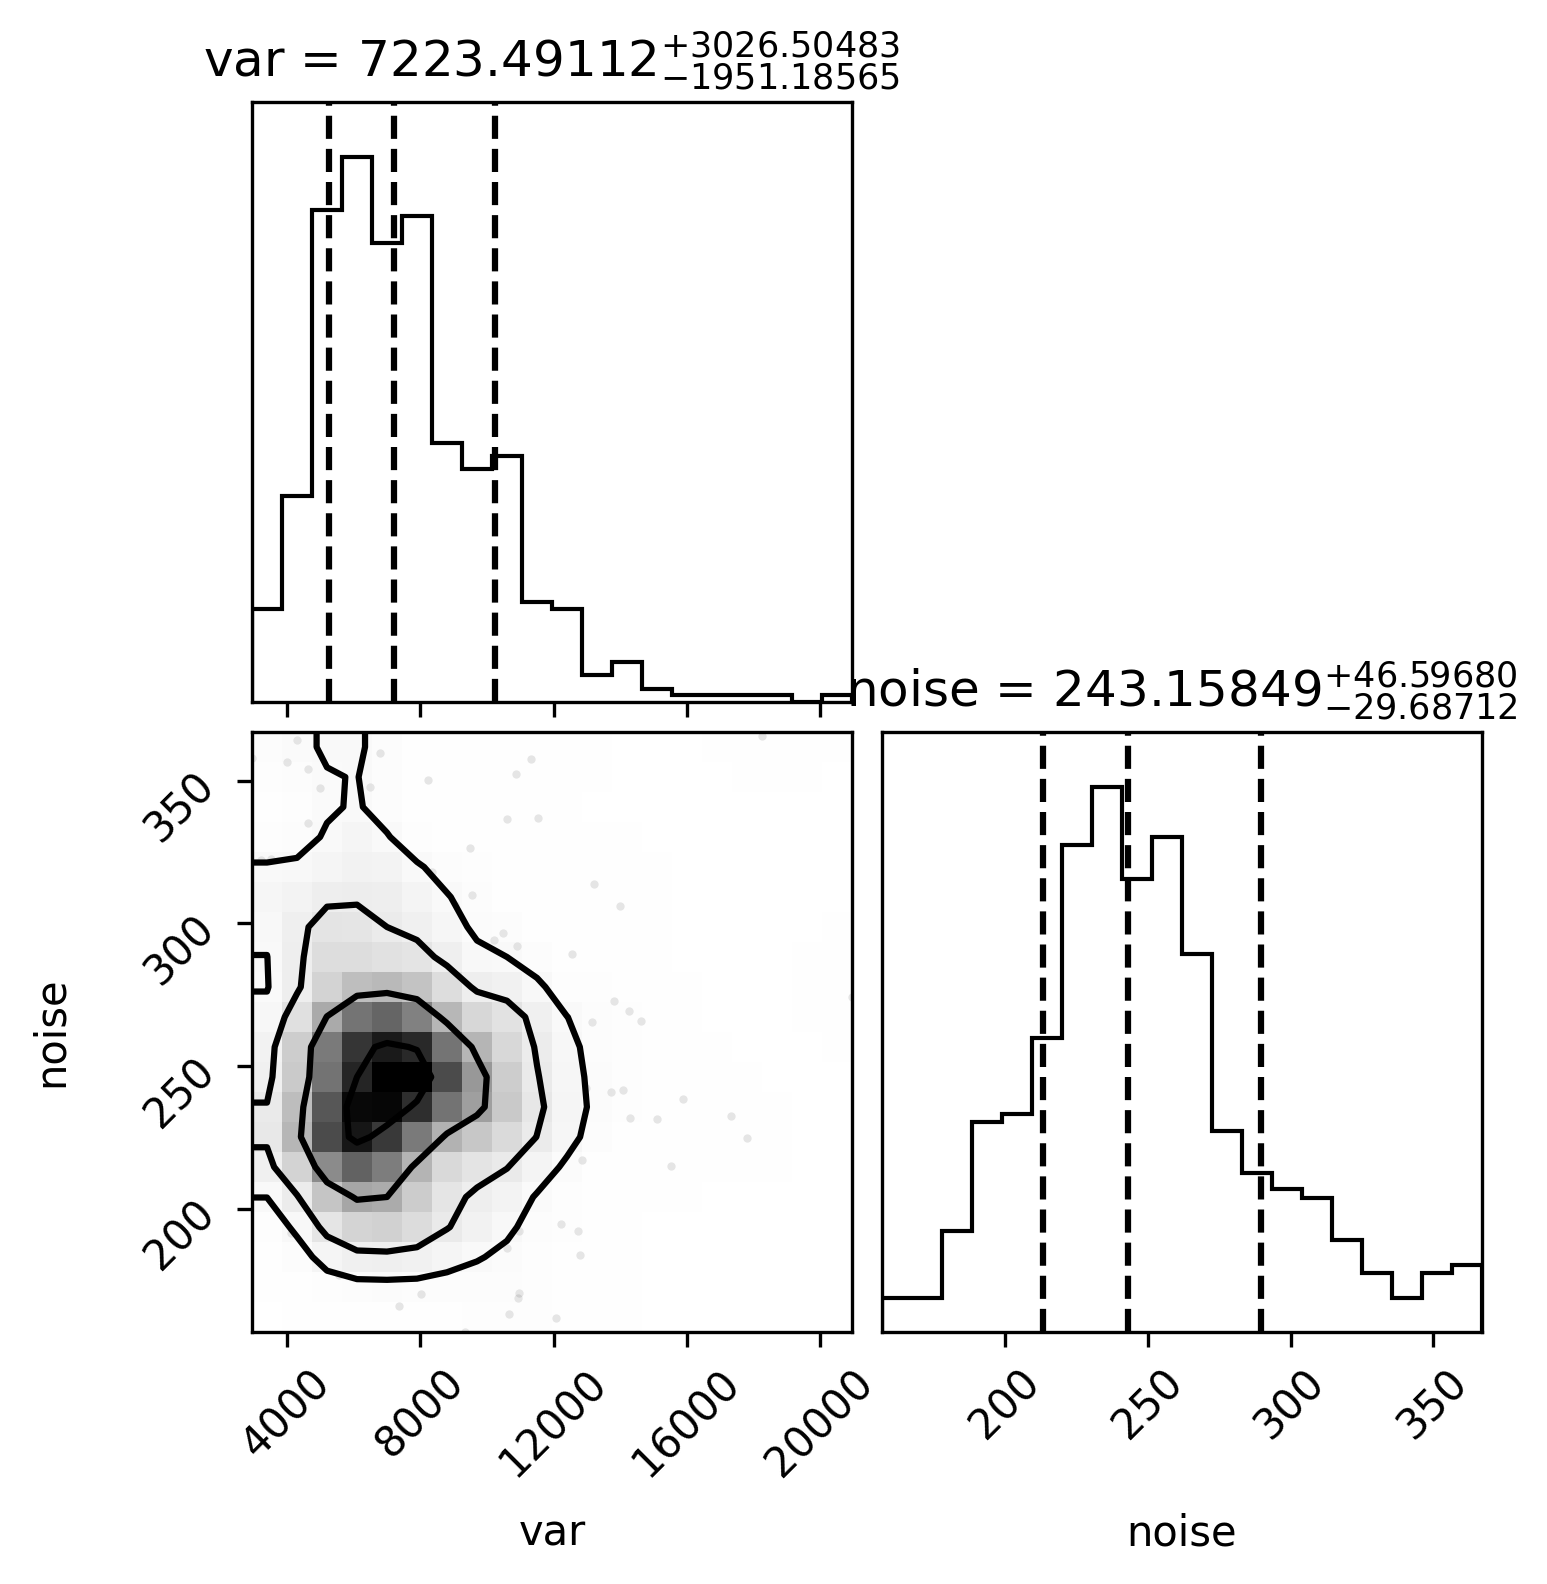 var = 7223.49112+3026.50483−1951.18565
noise = 243.15849+46.59680−29.68712
350
300
250
200
noise
4000 8000 12000 16000 20000
200 250 300 350
var
noise